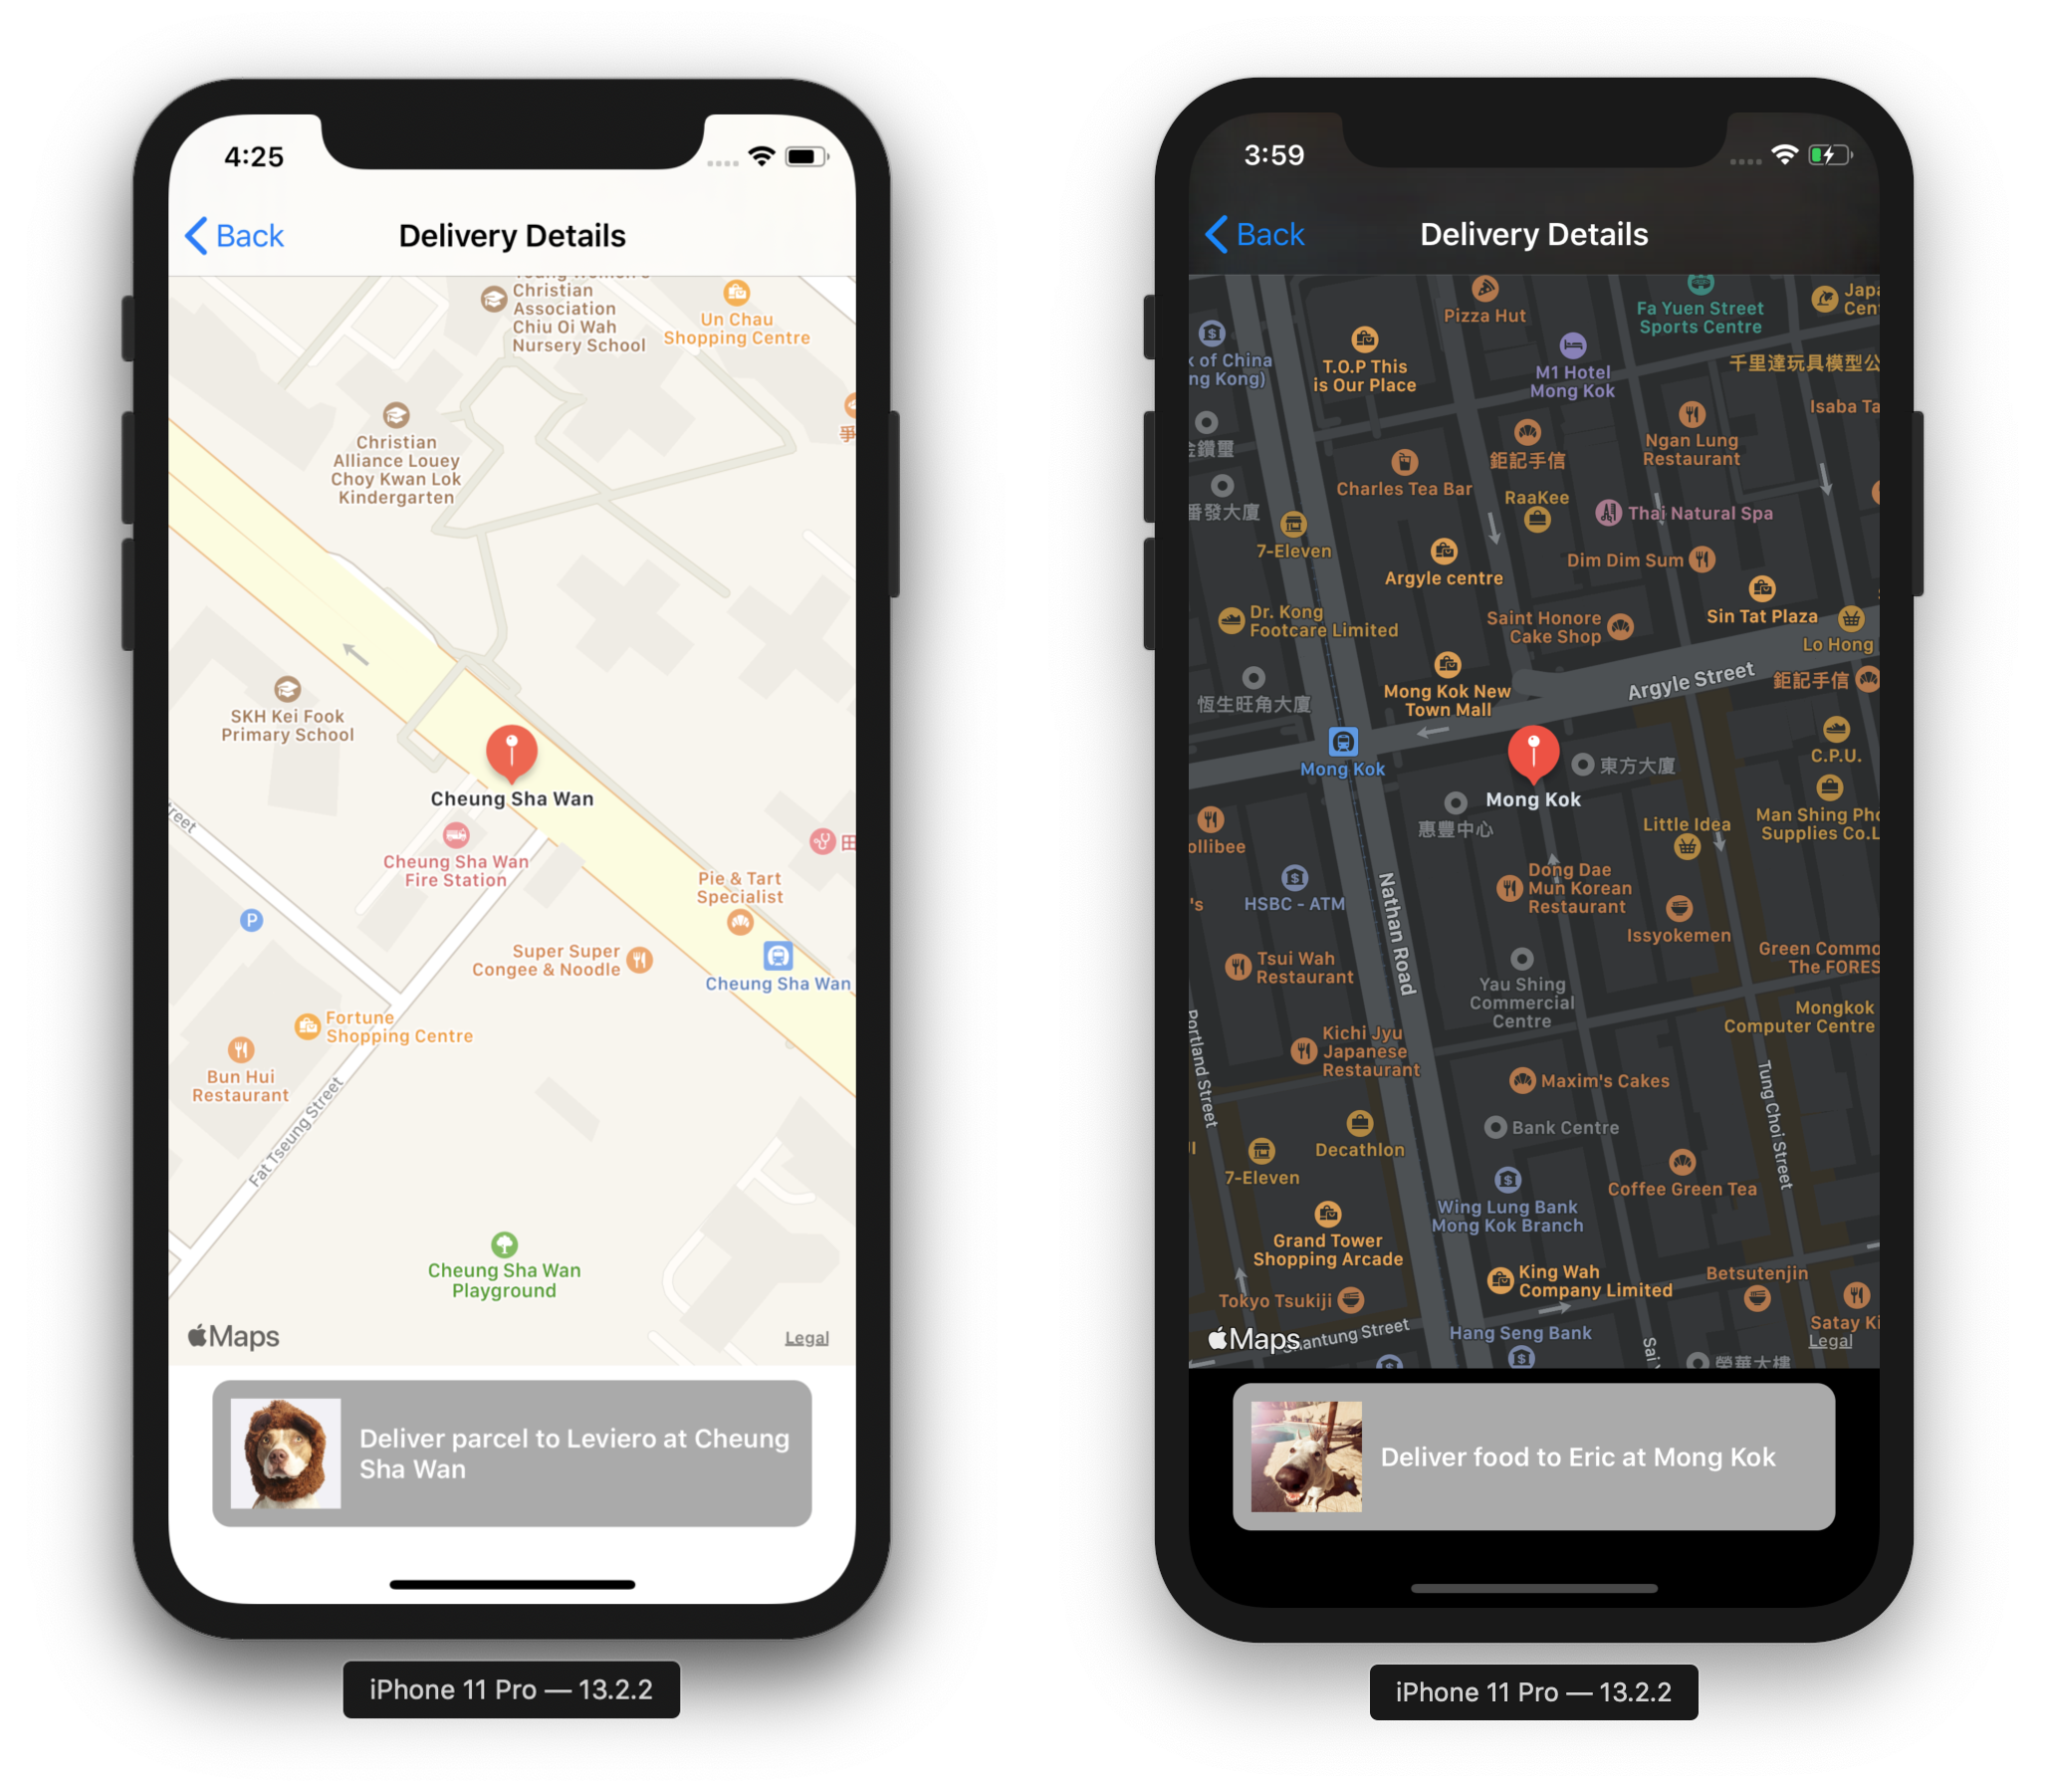 4:25
Back
Delivery Details
Christian
Association
Chiu Oi Wah
Nursery School
Un Chau
Shopping Centre
Christian
Alliance Louey
Choy Kwan Lok
Kindergarten
SKH Kei Fook
Primary School
Cheung Sha Wan
Cheung Sha Wan
Fire Station
Pie & Tart
Specialist
P
Super Super
Congee & Noodle
Cheung Sha Wan
Fortune
Shopping Centre
Bun Hui
Restaurant
Fat Tseung Street
Cheung Sha Wan
Playground
Maps
Legal
Deliver parcel to Leviero at Cheung
Sha Wan
iPhone 11 Pro — 13.2.2
3:59
Back
Delivery Details
Pizza Hut
Fa Yuen Street
Sports Centre
of China
T.O.P This
is Our Place
M1 Hotel
Mong Kok
千里達玩具模型公
Isaba
Ngan Lung
Restaurant
鉅記手信
Charles Tea Bar
RaaKee
Thai Natural Spa
番發大廈
7-Eleven
Argyle centre
Dim Dim Sum
Sin Tat Plaza
Dr. Kong
Footcare Limited
Saint Honore
Cake Shop
Lo Hong
Mong Kok New
Town Mall
Argyle Street
鉅記手信
恆生旺角大廈
Mong Kok
東方大廈
C.P.U.
Mong Kok
惠豐中心
Little Idea
Man Shing
Supplies
HSBC - ATM
Nathan Road
Dong Dae
Mun Korean
Restaurant
Issyokemen
Green
The
Tsui Wah
Restaurant
Yau Shing
Commercial
Centre
Mongkok
Computer Centre
Portland Street
Kichi Jyu
Japanese
Restaurant
Maxim's Cakes
Tung Choi Street
Decathlon
Bank Centre
7-Eleven
Coffee Green Tea
Wing Lung Bank
Mong Kok Branch
Grand Tower
Shopping Arcade
King Wah
Company Limited
Betsutenjin
Tokyo Tsukiji
Satay
Shantung Street
Hang Seng Bank
Maps
Legal
Deliver food to Eric at Mong Kok
iPhone 11 Pro — 13.2.2